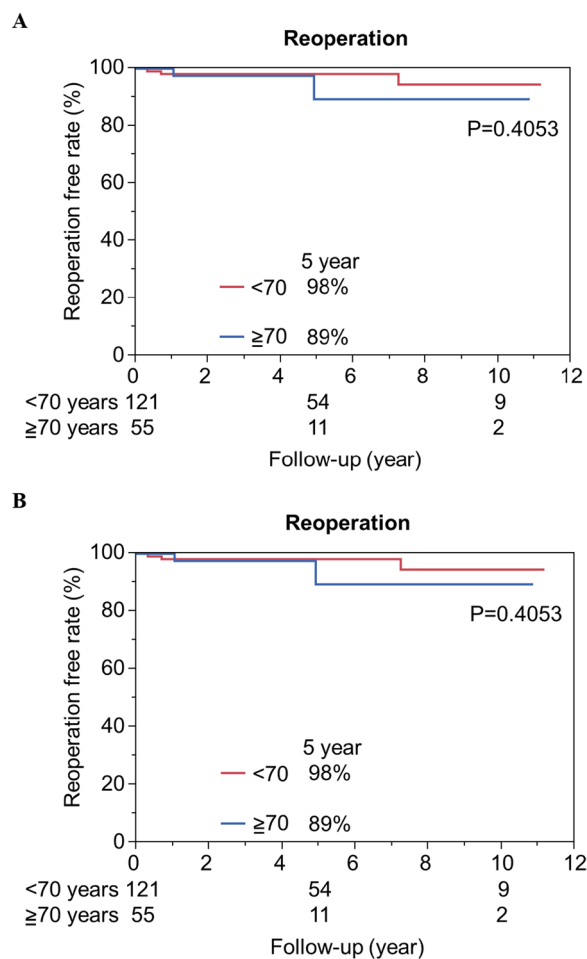 A
Reoperation
Reoperation free rate (%)
100
80
60
40
20
0
P=0.4053
5 year
<70 98%
≧70 89%
0 2 4 6 8 10 12
<70 years 121 54 9
≧70 years 55 11 2
Follow-up (year)
B
Reoperation
Reoperation free rate (%)
100
80
60
40
20
0
P=0.4053
5 year
<70 98%
≧70 89%
0 2 4 6 8 10 12
<70 years 121 54 9
≧70 years 55 11 2
Follow-up (year)